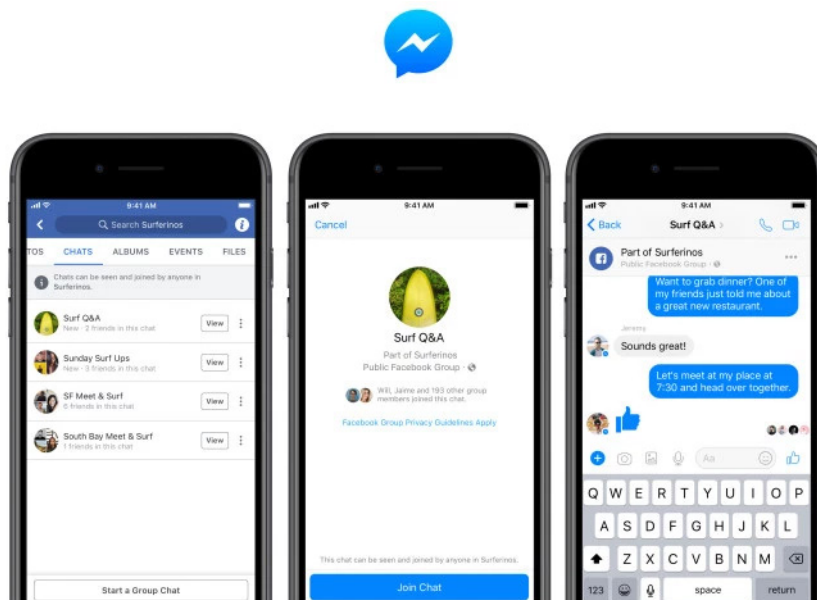 9:41 AM
Search Surferinos
TOS CHATS ALBUMS EVENTS FILES
Chats can be seen and joined by anyone in
Surferinos.
Surf Q&A
New · 2 friends in this chat
View
Sunday Surf Ups
New · 3 friends in this chat
View
SF Meet & Surf
6 friends in this chat
View
South Bay Meet & Surf
1 friends in this chat
View
Start a Group Chat
9:41 AM
Cancel
Surf Q&A
Part of Surferinos
Public Facebook Group ·
Will, Jaime and 193 other group
members joined this chat.
Facebook Group Privacy Guidelines Apply
This chat can be seen and joined by anyone in Surferinos.
Join Chat
9:41 AM
Back Surf Q&A
Part of Surferinos
Public Facebook Group ·
Want to grab dinner? One of
my friends just told me about
a great new restaurant.
Jeremy
Sounds great!
Let's meet at my place at
7:30 and head over together.
Aa
Q W E R T Y U I O P
A S D F G H J K L
Z X C V B N M
123 space return